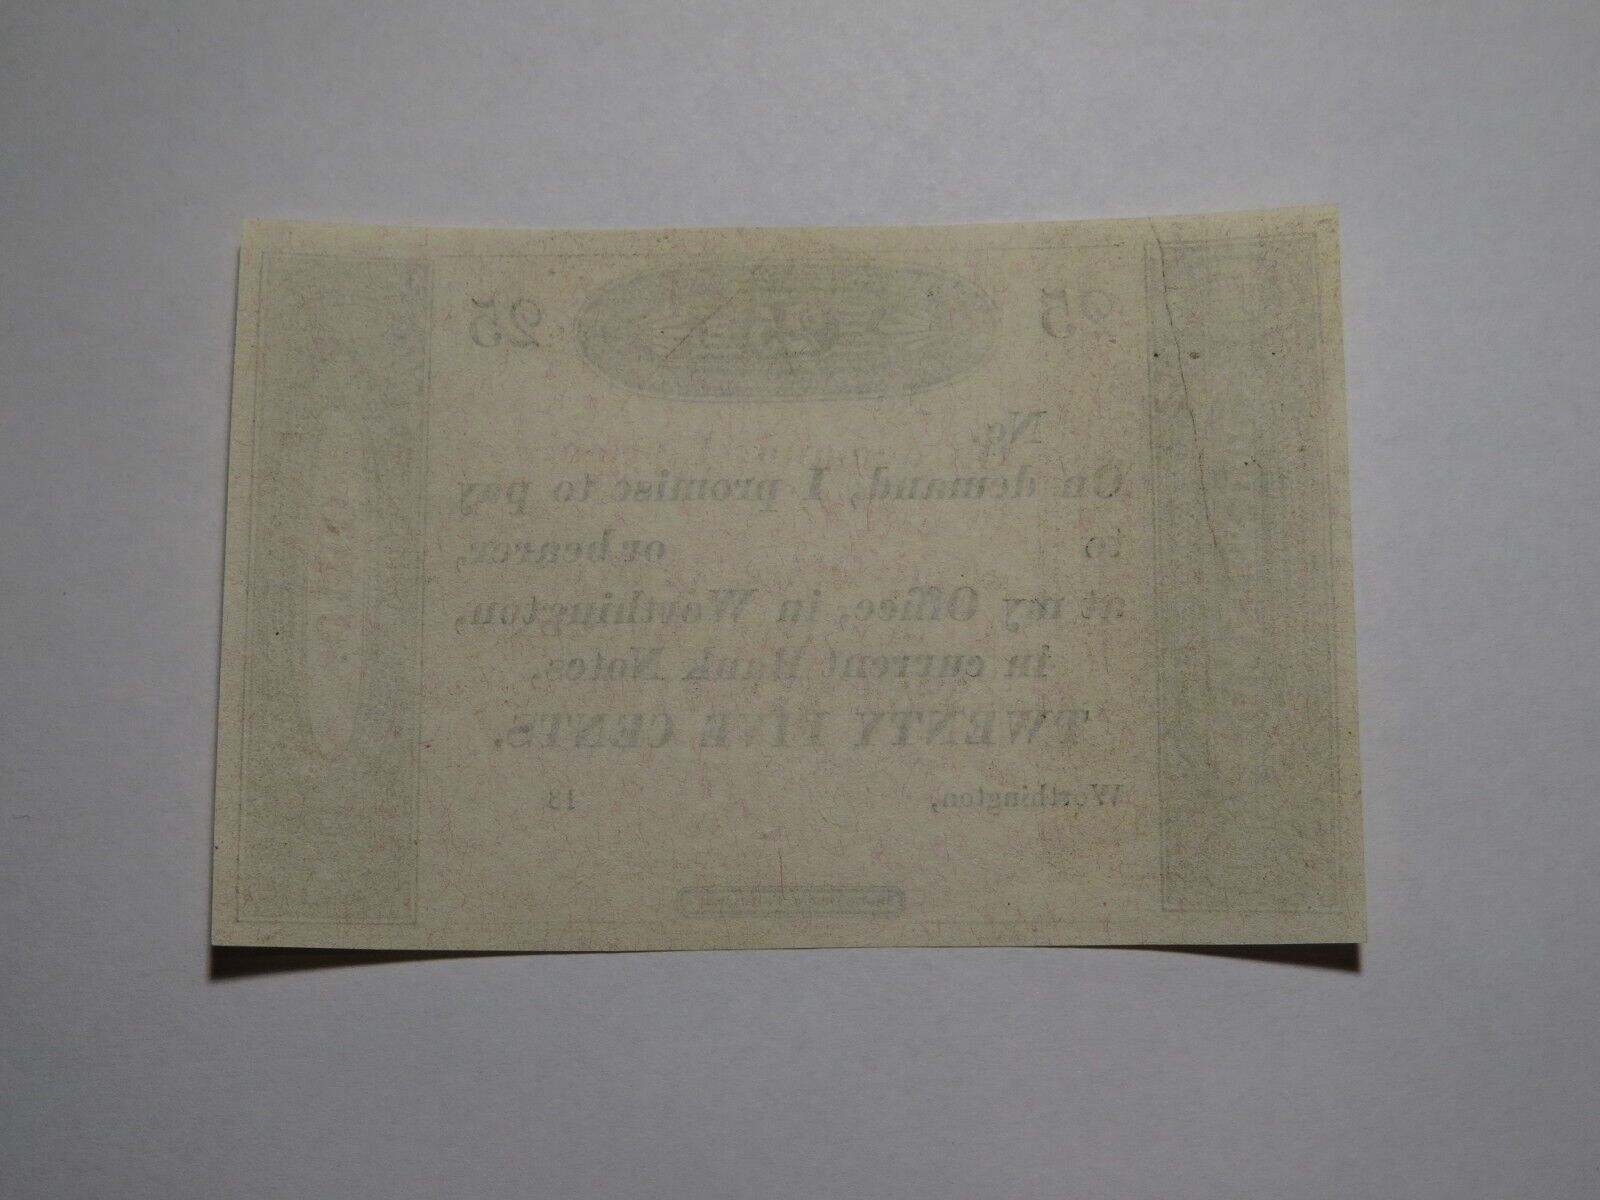 25 25 25
No.
On demand, I promise to pay
to or bearer,
at my Office, in Worthington,
in current Bank Notes.
TWENTY FIVE CENTS.
Worthington, 18